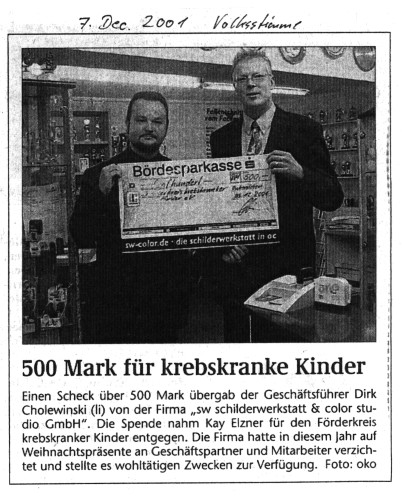 7. Dec. 2001 Volksstimme
Bördesparkasse
hundert
500
sw-color.de · die schilderwerkstatt in oc
500 Mark für krebskranke Kinder
Einen Scheck über 500 Mark übergab der Geschäftsführer Dirk
Cholewinski (li) von der Firma „sw schilderwerkstatt & color stu-
dio GmbH“. Die Spende nahm Kay Elzner für den Förderkreis
krebskranker Kinder entgegen. Die Firma hatte in diesem Jahr auf
Weihnachtspräsente an Geschäftspartner und Mitarbeiter verzich-
tet und stellte es wohltätigen Zwecken zur Verfügung. Foto: oko